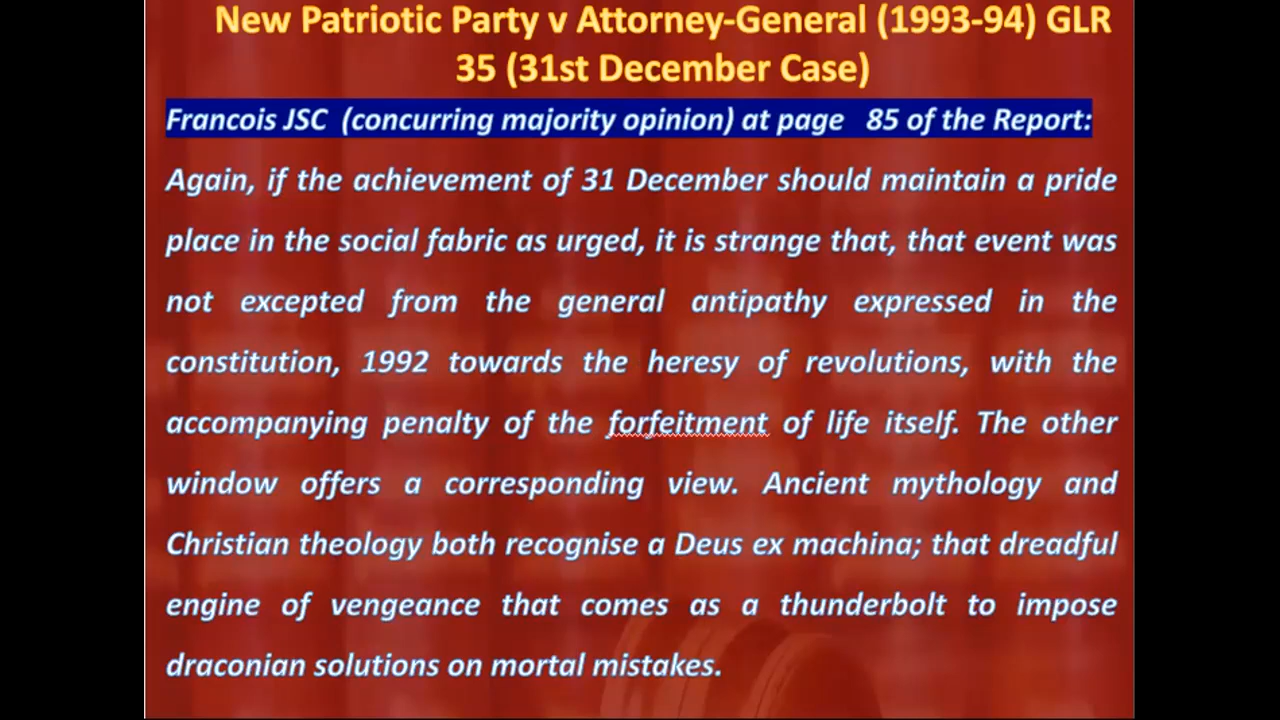 New Patriotic Party v Attorney-General (1993-94) GLR
35 (31st December Case)
Francois JSC (concurring majority opinion) at page 85 of the Report:
Again, if the achievement of 31 December should maintain a pride
place in the social fabric as urged, it is strange that, that event was
not excepted from the general antipathy expressed in the
constitution, 1992 towards the heresy of revolutions, with the
accompanying penalty of the forfeitment of life itself. The other
window offers a corresponding view. Ancient mythology and
Christian theology both recognise a Deus ex machina; that dreadful
engine of vengeance that comes as a thunderbolt to impose
draconian solutions on mortal mistakes.